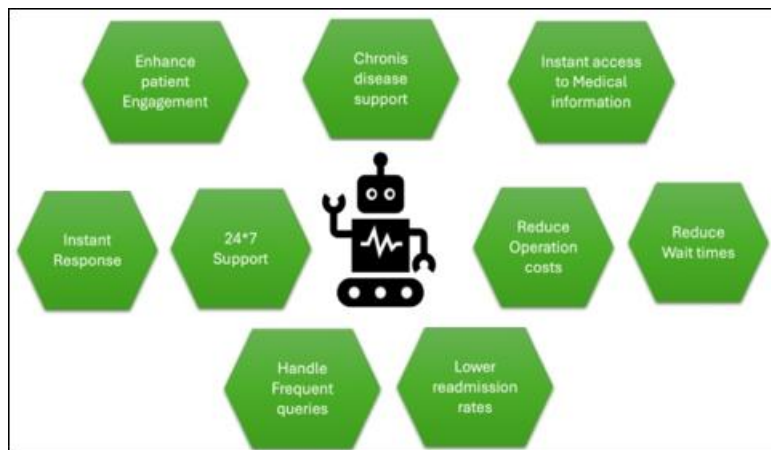 Enhance
patient
Engagement
Chronis
disease
support
Instant access
to Medical
information
Instant
Response
24*7
Support
Reduce
Operation
costs
Reduce
Wait times
Handle
Frequent
queries
Lower
readmission
rates